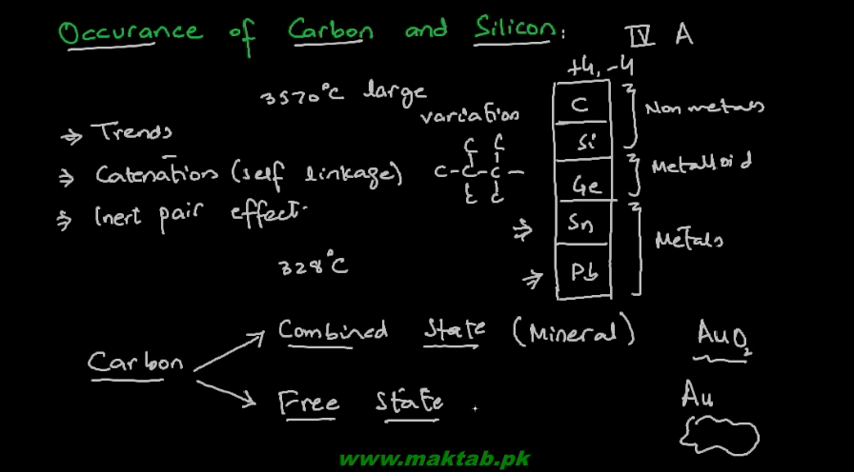 Occurance of Carbon and Silicon: IV A
+4, -4
3570°C large variation
C
Si
Ge
Sn
Pb
Non metals
Metalloid
Metals
⇒ Trends
⇒ Catenation (self linkage)
⇒ Inert pair effect
C C
C-C-C-
C C
328°C
Carbon
Combined State (Mineral)
Free State.
AuO₂
Au
www.maktab.pk